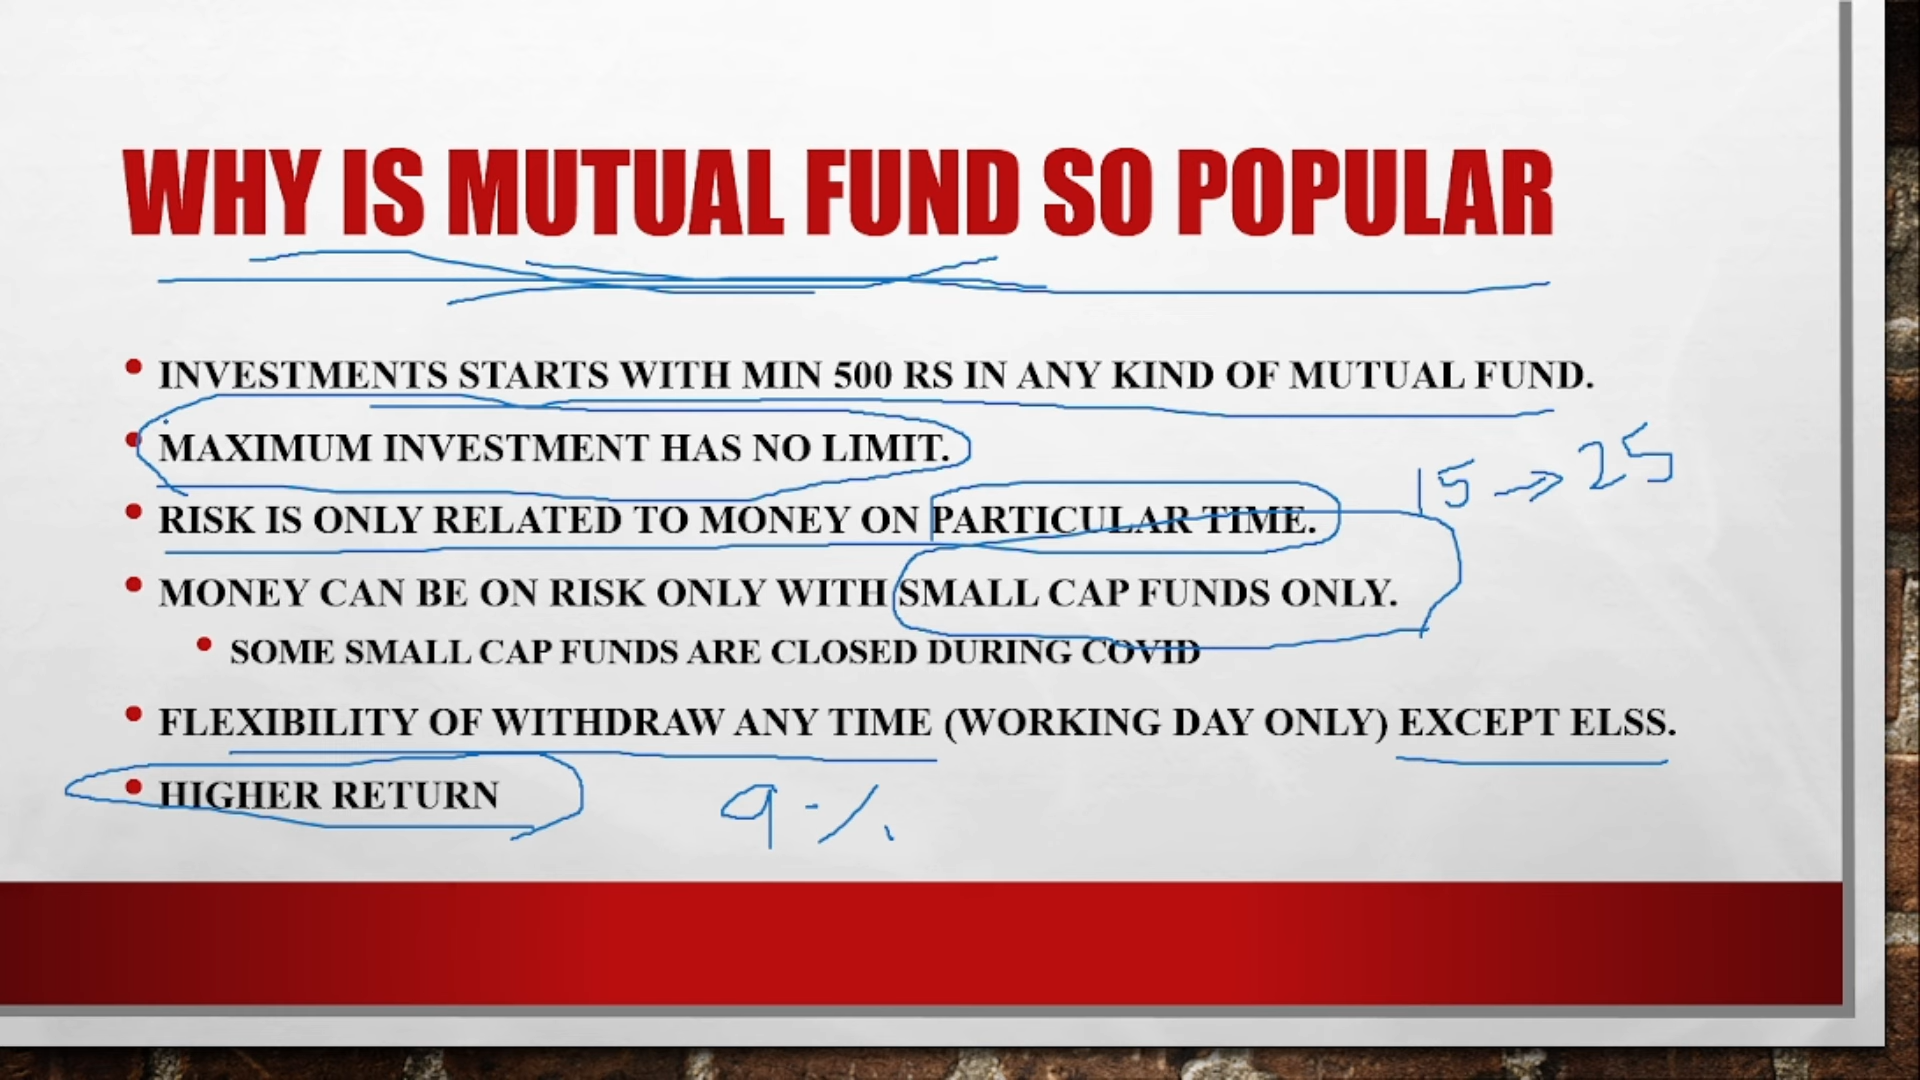 WHY IS MUTUAL FUND SO POPULAR
• INVESTMENTS STARTS WITH MIN 500 RS IN ANY KIND OF MUTUAL FUND.
• MAXIMUM INVESTMENT HAS NO LIMIT.
15 → 25
• RISK IS ONLY RELATED TO MONEY ON PARTICULAR TIME.
• MONEY CAN BE ON RISK ONLY WITH SMALL CAP FUNDS ONLY.
• SOME SMALL CAP FUNDS ARE CLOSED DURING COVID
• FLEXIBILITY OF WITHDRAW ANY TIME (WORKING DAY ONLY) EXCEPT ELSS.
• HIGHER RETURN
9%